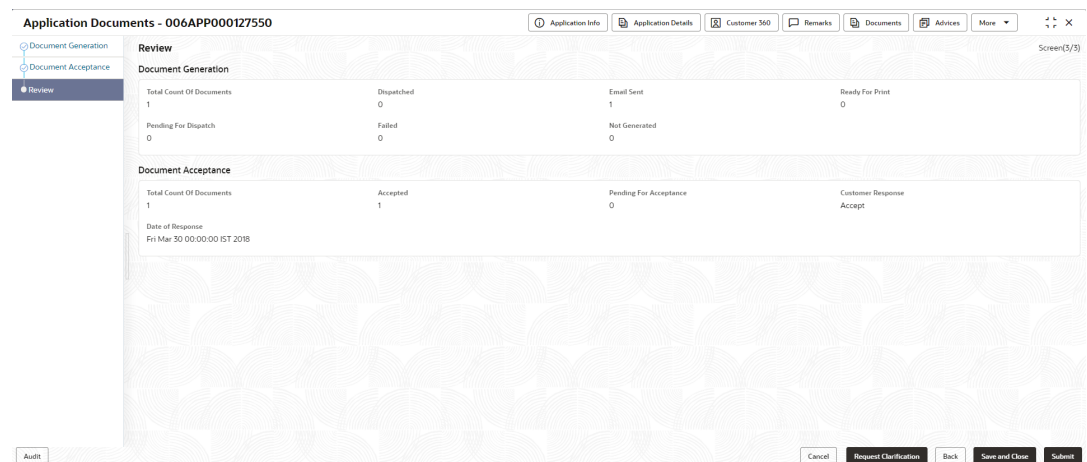 Application Documents - 006APP000127550
Application Info
Application Details
Customer 360
Remarks
Documents
Advices
More
Document Generation
Document Acceptance
Review
Review
Screen(3/3)
Document Generation
Total Count Of Documents Dispatched Email Sent Ready For Print
1 0 1 0
Pending For Dispatch Failed Not Generated
0 0 0
Document Acceptance
Total Count Of Documents Accepted Pending For Acceptance Customer Response
1 1 0 Accept
Date of Response
Fri Mar 30 00:00:00 IST 2018
Audit
Cancel
Request Clarification
Back
Save and Close
Submit